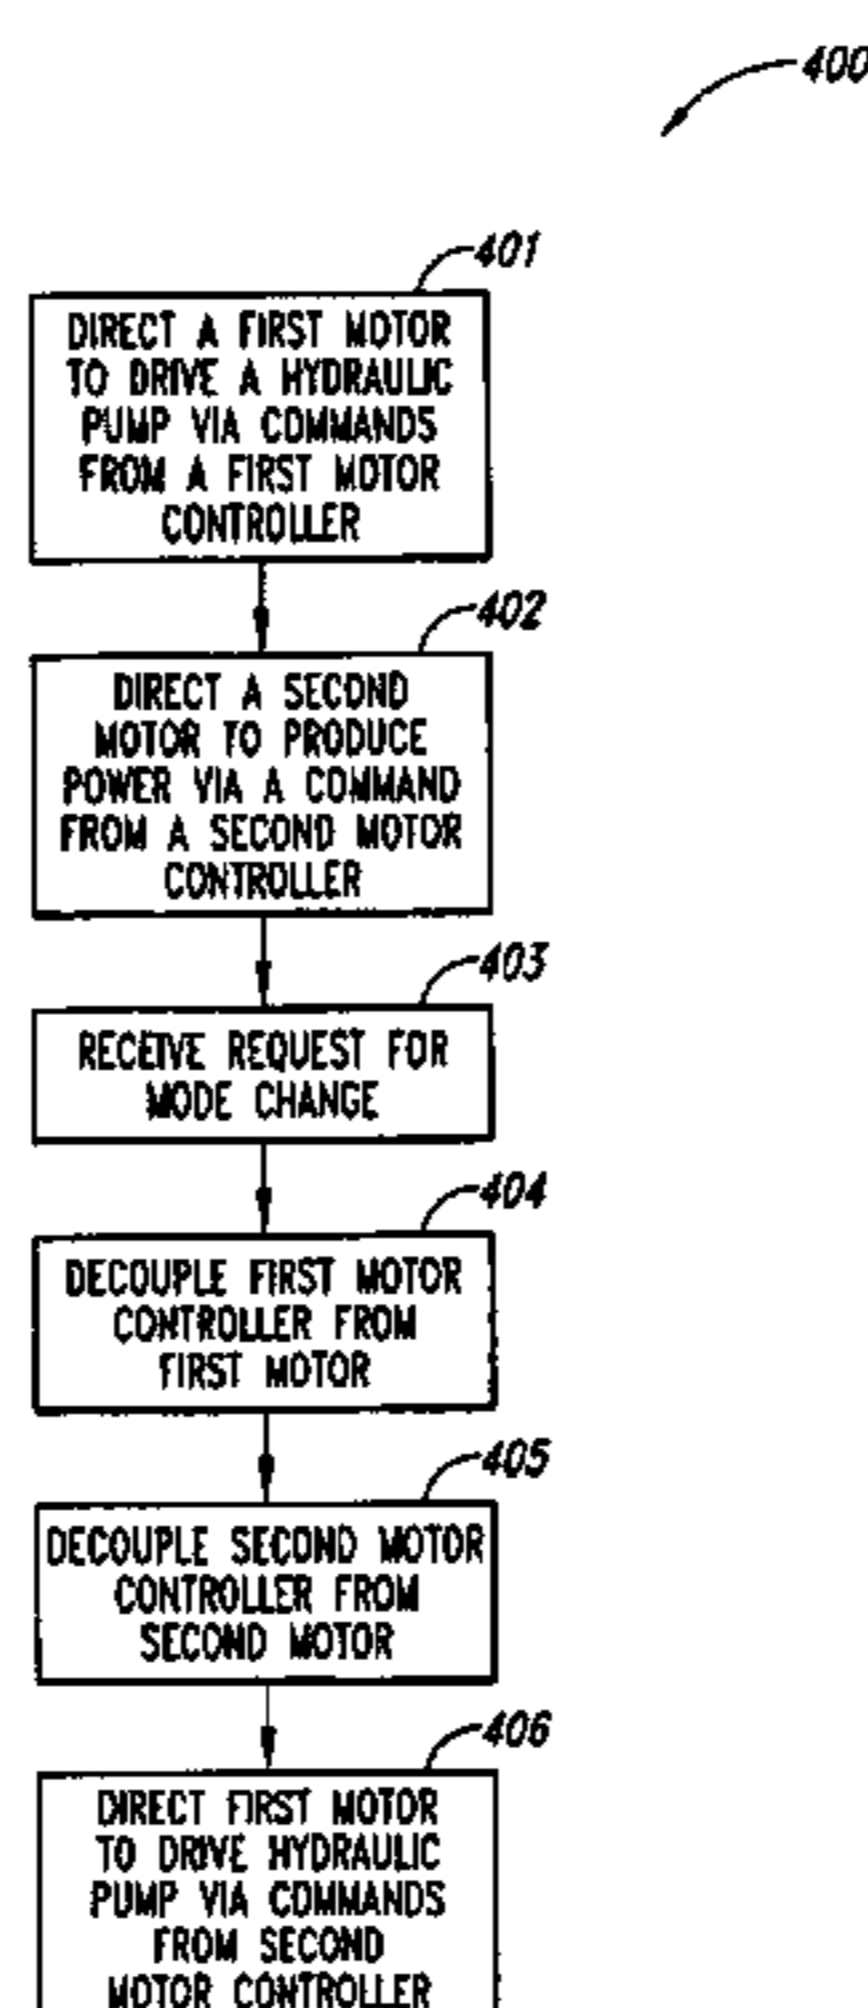 400
401
DIRECT A FIRST MOTOR
TO DRIVE A HYDRAULIC
PUMP VIA COMMANDS
FROM A FIRST MOTOR
CONTROLLER
402
DIRECT A SECOND
MOTOR TO PRODUCE
POWER VIA A COMMAND
FROM A SECOND MOTOR
CONTROLLER
403
RECEIVE REQUEST FOR
MODE CHANGE
404
DECOUPLE FIRST MOTOR
CONTROLLER FROM
FIRST MOTOR
405
DECOUPLE SECOND MOTOR
CONTROLLER FROM
SECOND MOTOR
406
DIRECT FIRST MOTOR
TO DRIVE HYDRAULIC
PUMP VIA COMMANDS
FROM SECOND
MOTOR CONTROLLER